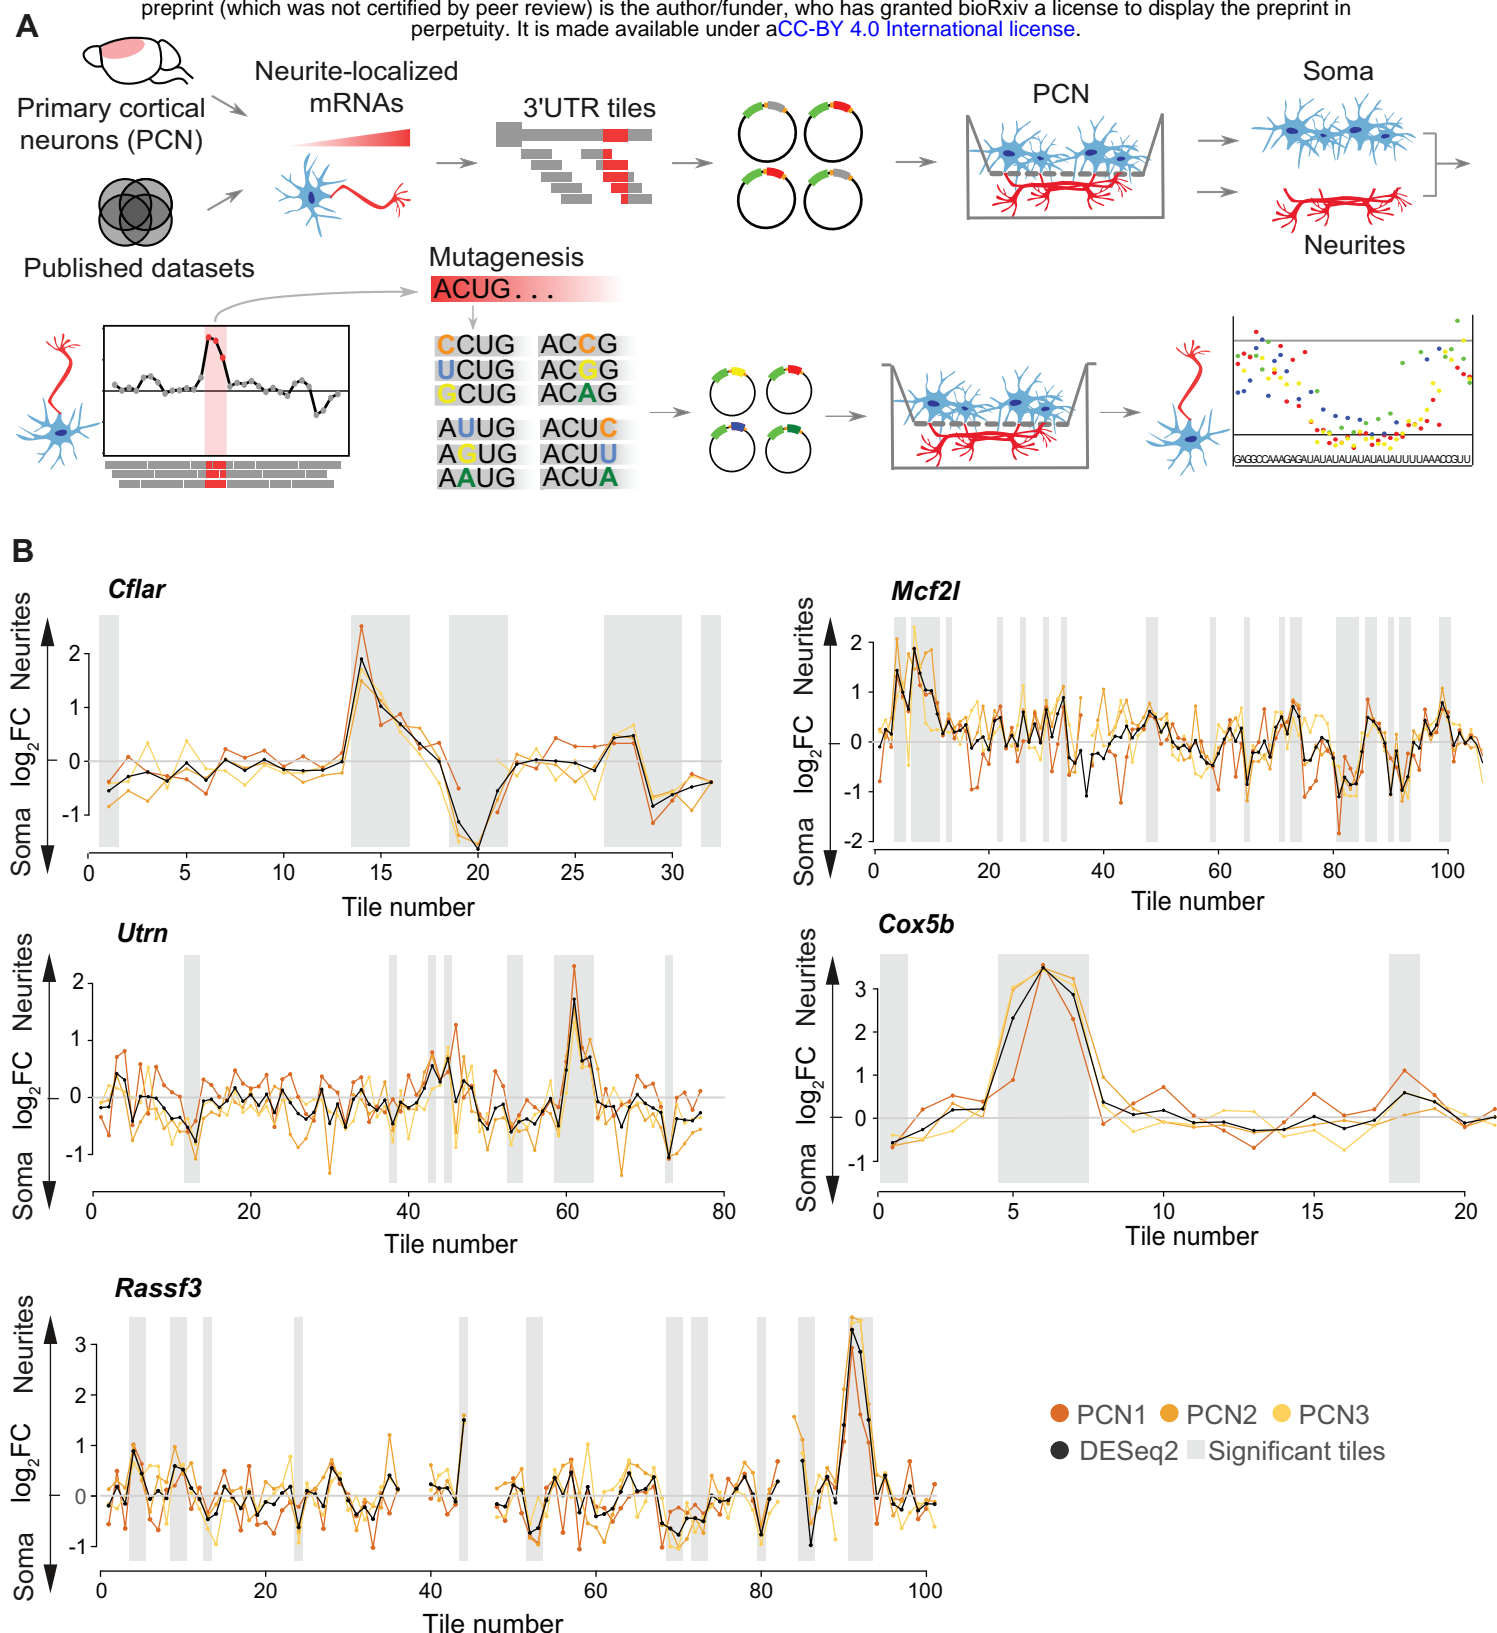 preprint (which was not certified by peer review) is the author/funder, who has granted bioRxiv a license to display the preprint in
perpetuity. It is made available under aCC-BY 4.0 International license.
A
Primary cortical
neurons (PCN)
Published datasets
Neurite-localized
mRNAs
3'UTR tiles
PCN
Soma
Neurites
Mutagenesis
ACUG...
CCUG
UCUG
GCUG
ACCG
ACGG
ACAG
AUUG
AGUG
AAUG
ACUC
ACUU
ACUA
GAGGCCAAAGAGAUAUAUAUAUAUAUAUUUUAAACCGUU
B
Cflar
Soma log2FC Neurites
2
1
0
-1
0 5 10 15 20 25 30
Tile number
Mcf2l
Soma log2FC Neurites
2
1
0
-1
-2
0 20 40 60 80 100
Tile number
Utrn
Soma log2FC Neurites
2
1
0
-1
0 20 40 60 80
Tile number
Cox5b
Soma log2FC Neurites
3
2
1
0
-1
0 5 10 15 20
Tile number
Rassf3
Soma log2FC Neurites
3
2
1
0
-1
0 20 40 60 80 100
Tile number
PCN1 PCN2 PCN3
DESeq2 Significant tiles